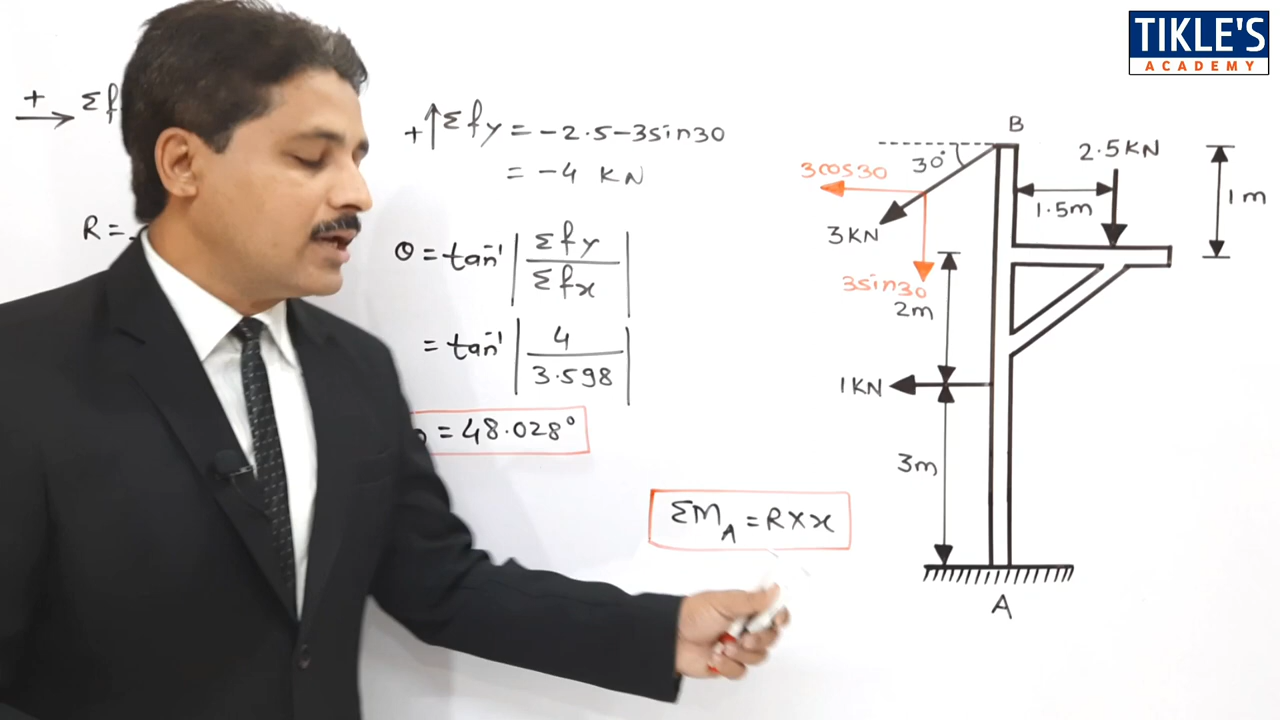 TIKLE'S
ACADEMY
+ Σf
+↑Σfy = -2.5-3sin30
= -4 KN
R =
θ = tan⁻¹ | Σfy / Σfx |
= tan⁻¹ | 4 / 3.598 |
= 48.028°
ΣM_A = R×x
B
30°
2.5KN
3cos30
1.5m
1m
3KN
3sin30
2m
1KN
3m
A